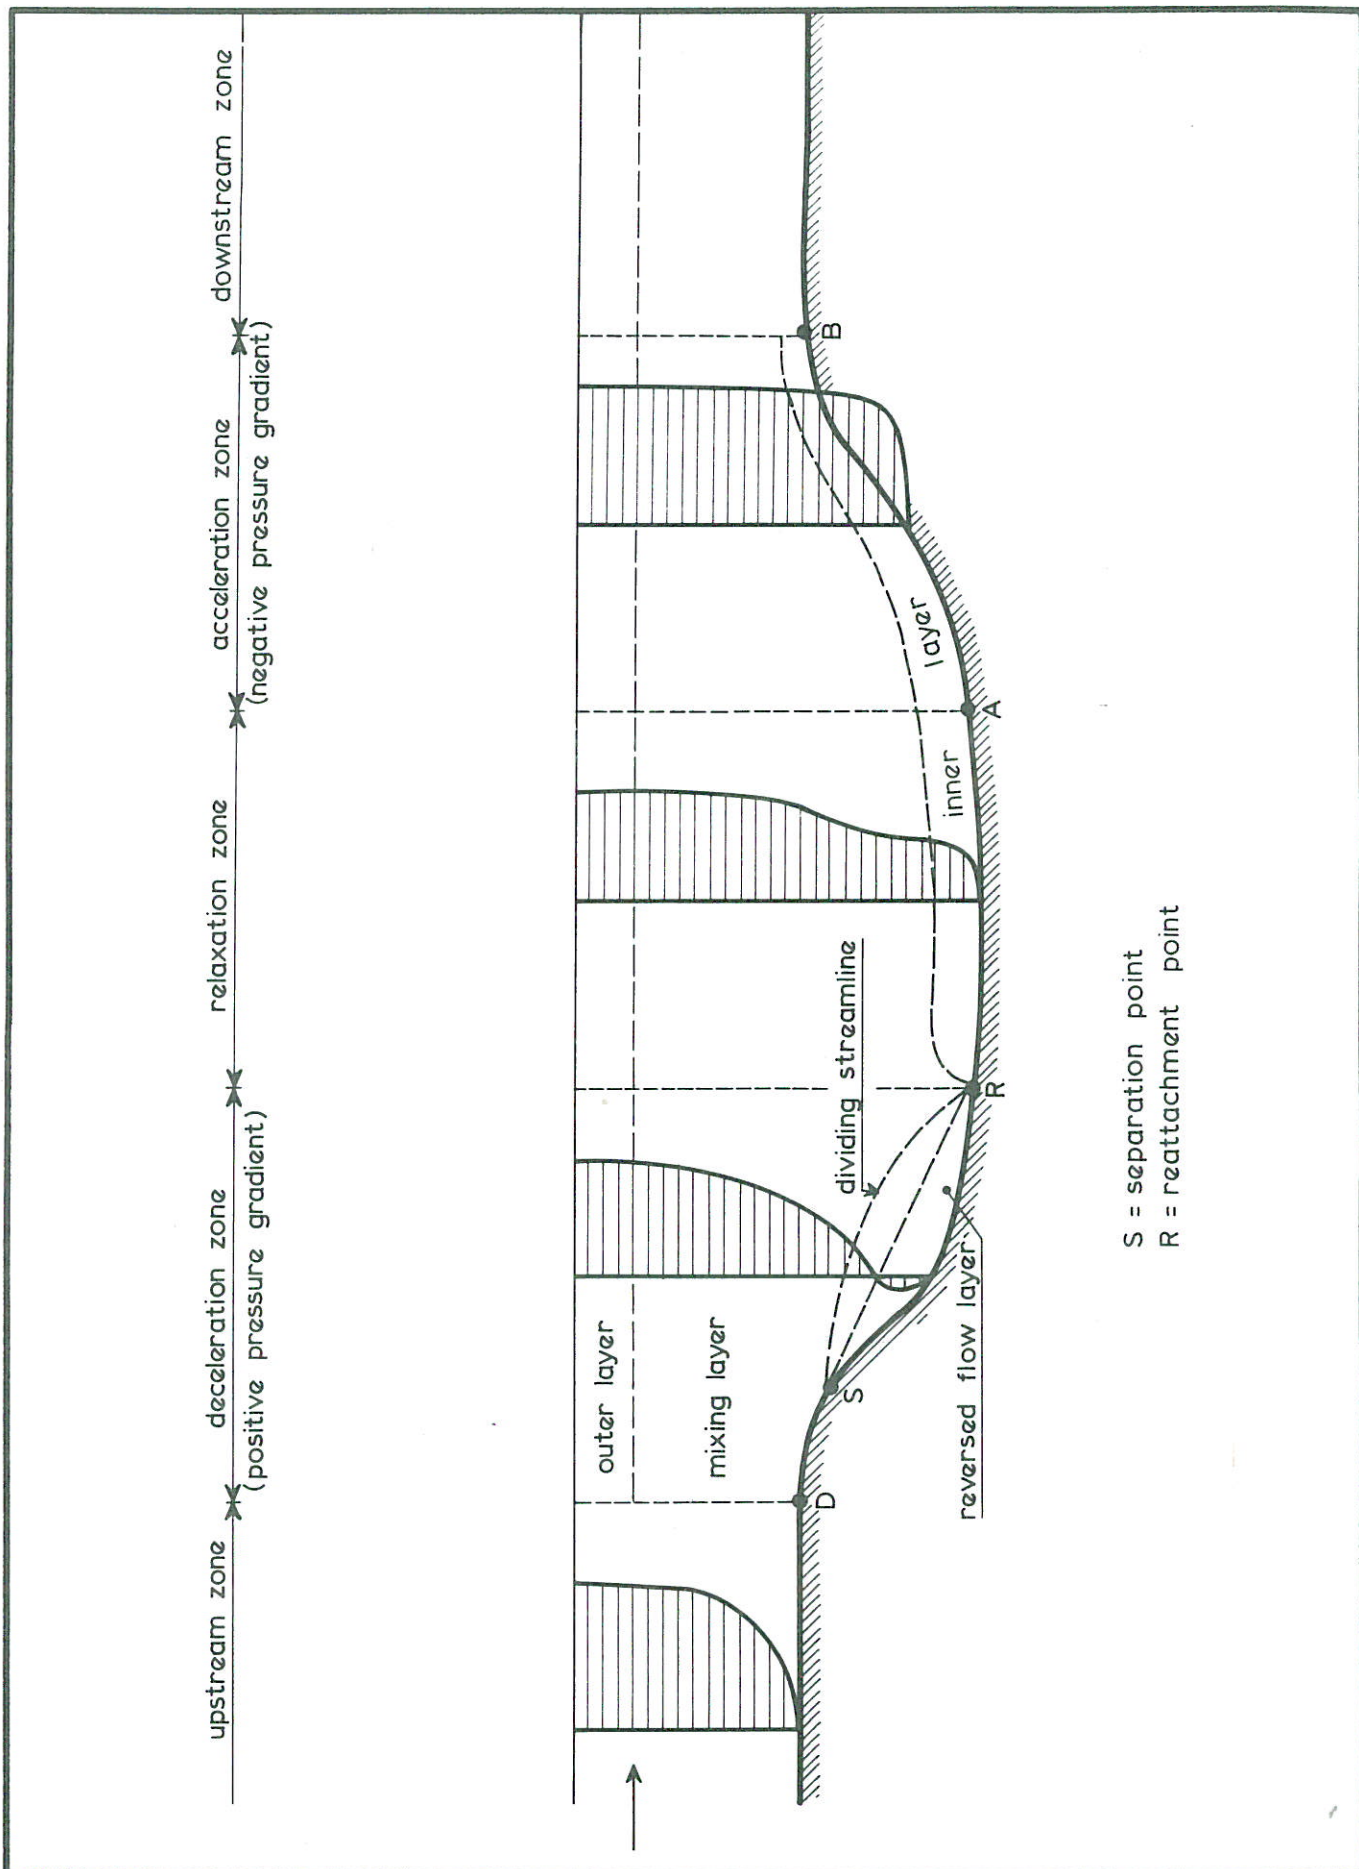 upstream zone
deceleration zone
(positive pressure gradient)
relaxation zone
acceleration zone
(negative pressure gradient)
downstream zone
outer layer
mixing layer
dividing streamline
inner
layer
D
S
R
A
B
reversed flow layer
S = separation point
R = reattachment point